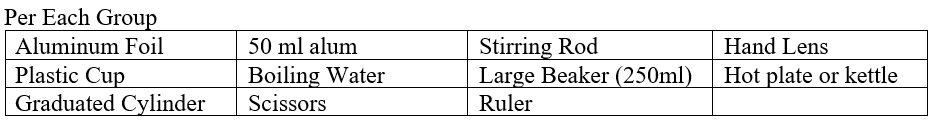 Per Each Group
Aluminum Foil 50 ml alum Stirring Rod Hand Lens
Plastic Cup Boiling Water Large Beaker (250ml) Hot plate or kettle
Graduated Cylinder Scissors Ruler